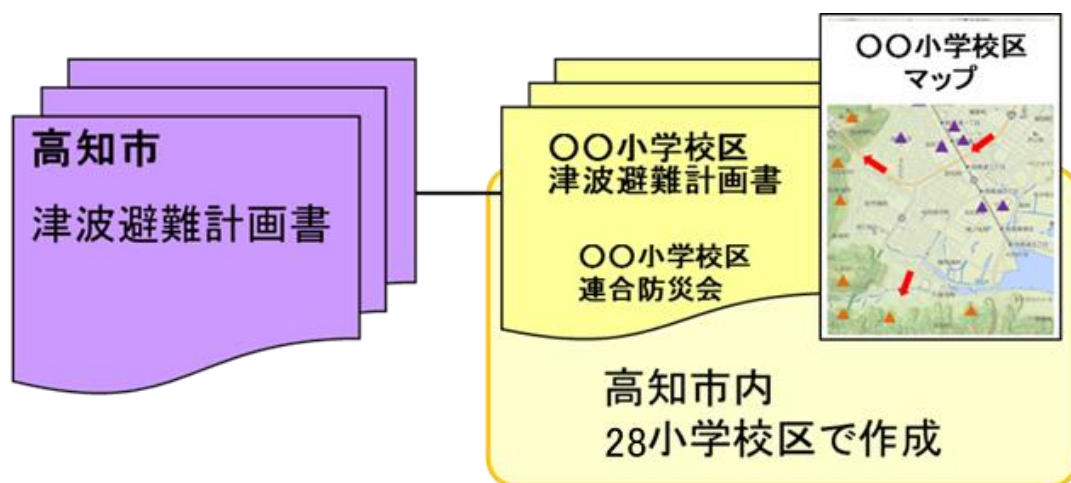 高知市
津波避難計画書
〇〇小学校区
津波避難計画書
〇〇小学校区
連合防災会
〇〇小学校区
マップ
高知市内
28小学校区で作成